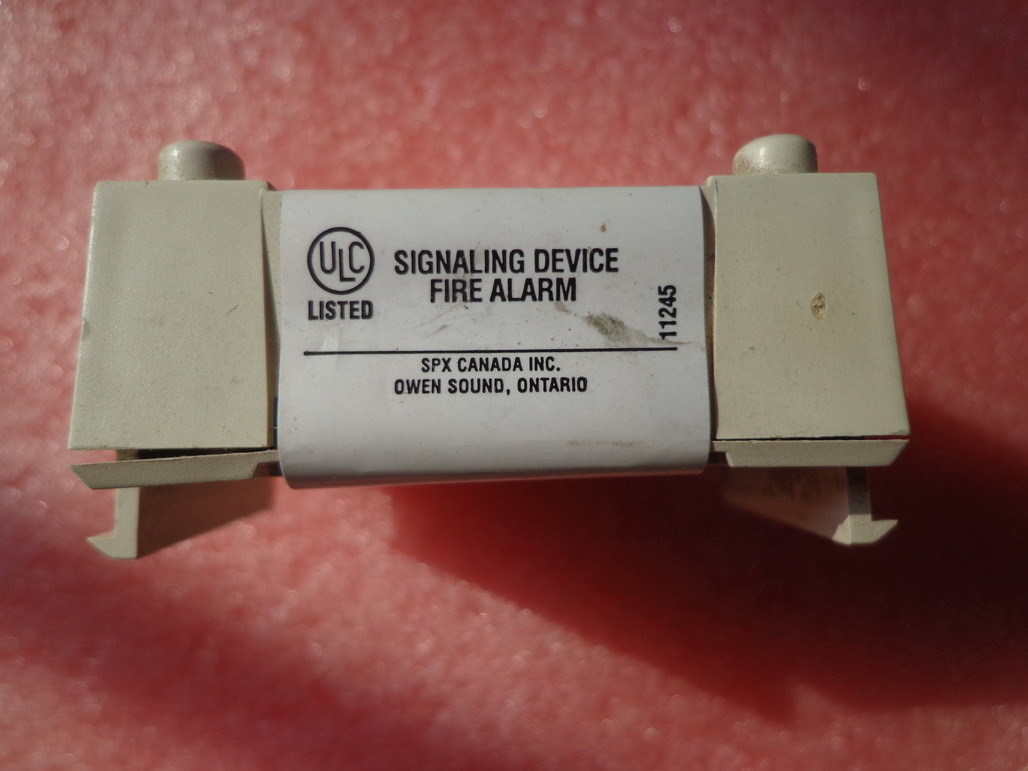 ULC
LISTED
SIGNALING DEVICE
FIRE ALARM
11245
SPX CANADA INC.
OWEN SOUND, ONTARIO